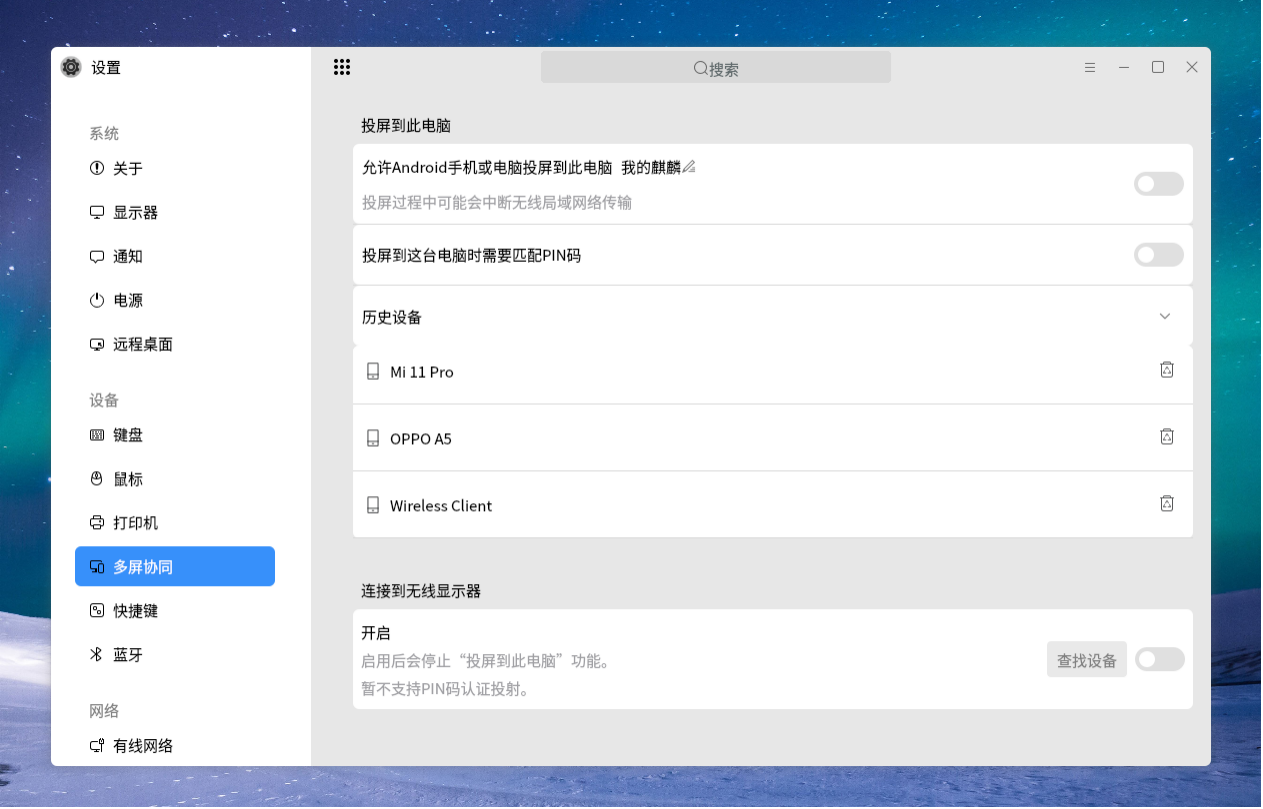 设置
搜索
系统
关于
显示器
通知
电源
远程桌面
设备
键盘
鼠标
打印机
多屏协同
快捷键
蓝牙
网络
有线网络
投屏到此电脑
允许Android手机或电脑投屏到此电脑 我的麒麟
投屏过程中可能会中断无线局域网络传输
投屏到这台电脑时需要匹配PIN码
历史设备
Mi 11 Pro
OPPO A5
Wireless Client
连接到无线显示器
开启
启用后会停止“投屏到此电脑”功能。
暂不支持PIN码认证投射。
查找设备